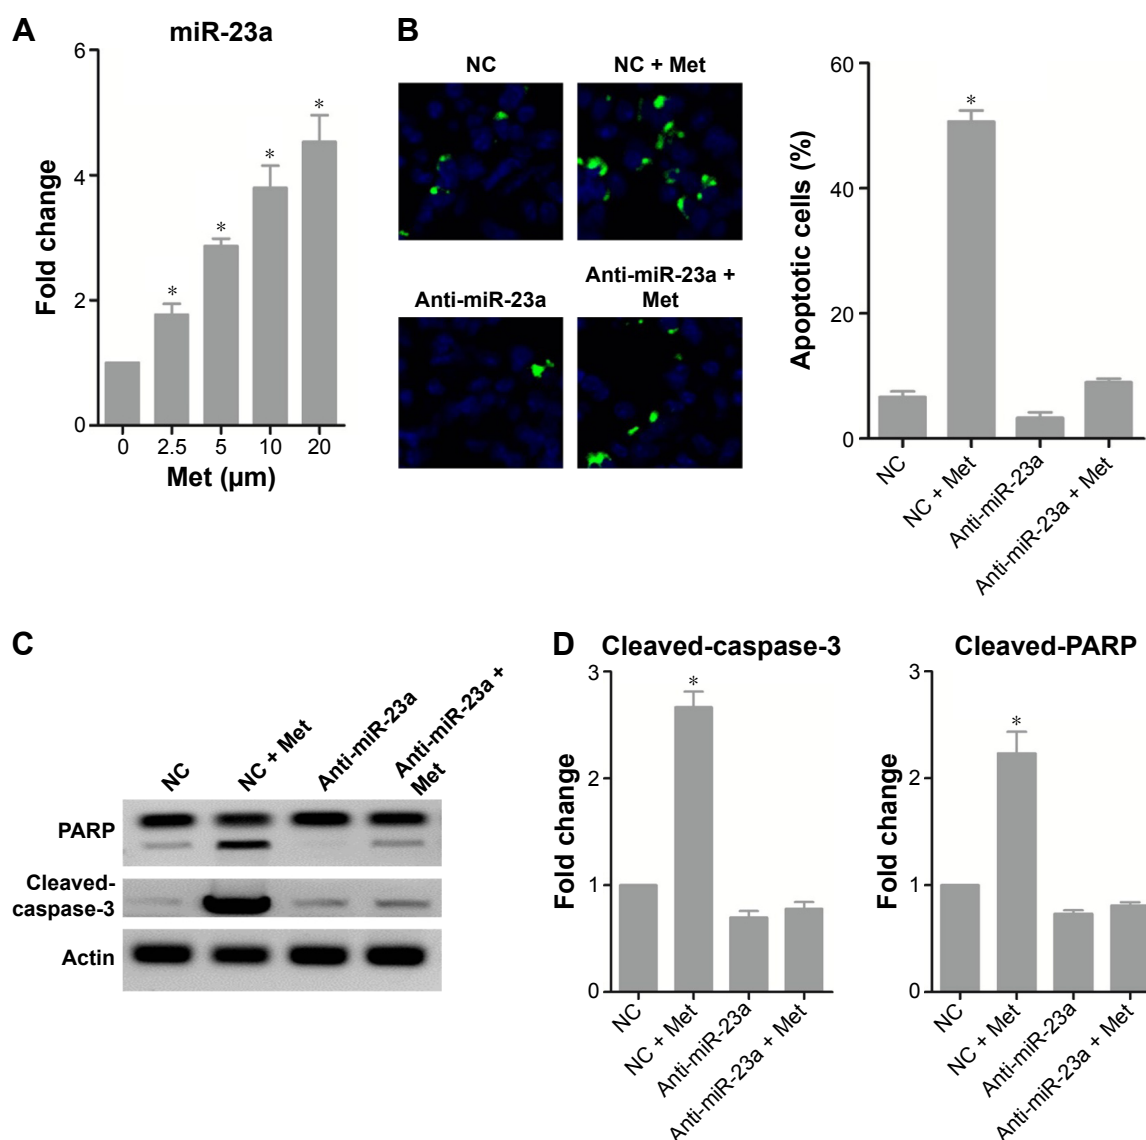 A
miR-23a
6
4
2
0
Fold change
*
*
*
*
0 2.5 5 10 20
Met (µm)
B
NC
NC + Met
Anti-miR-23a
Anti-miR-23a +
Met
60
40
20
0
Apoptotic cells (%)
*
NC
NC + Met
Anti-miR-23a
Anti-miR-23a + Met
C
NC
NC + Met
Anti-miR-23a
Anti-miR-23a +
Met
PARP
Cleaved-
caspase-3
Actin
D
Cleaved-caspase-3
3
2
1
0
Fold change
*
NC
NC + Met
Anti-miR-23a
Anti-miR-23a + Met
Cleaved-PARP
3
2
1
0
Fold change
*
NC
NC + Met
Anti-miR-23a
Anti-miR-23a + Met